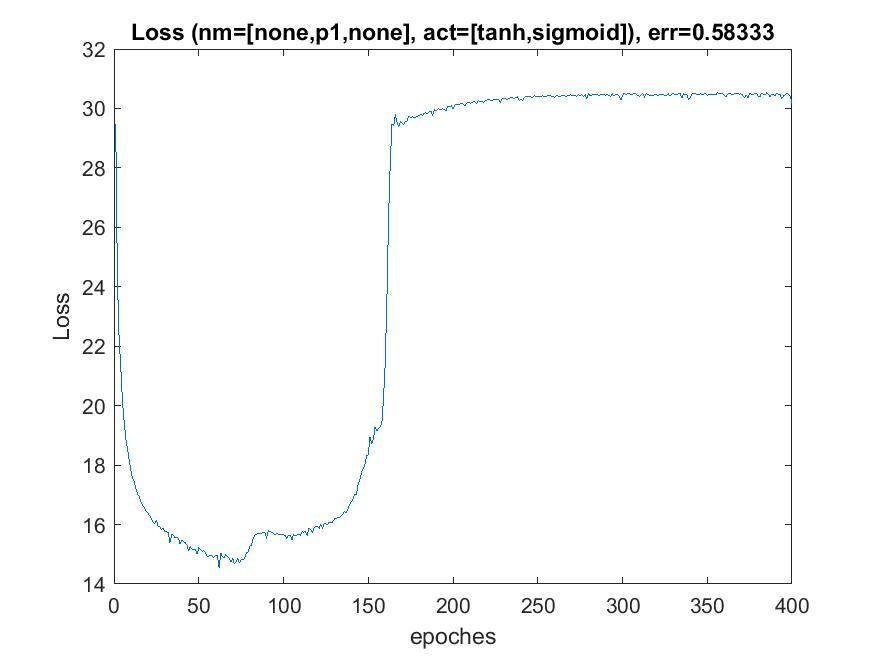 Loss (nm=[none,p1,none], act=[tanh,sigmoid]), err=0.58333
32
30
28
26
24
22
20
18
16
14
Loss
0 50 100 150 200 250 300 350 400
epoches